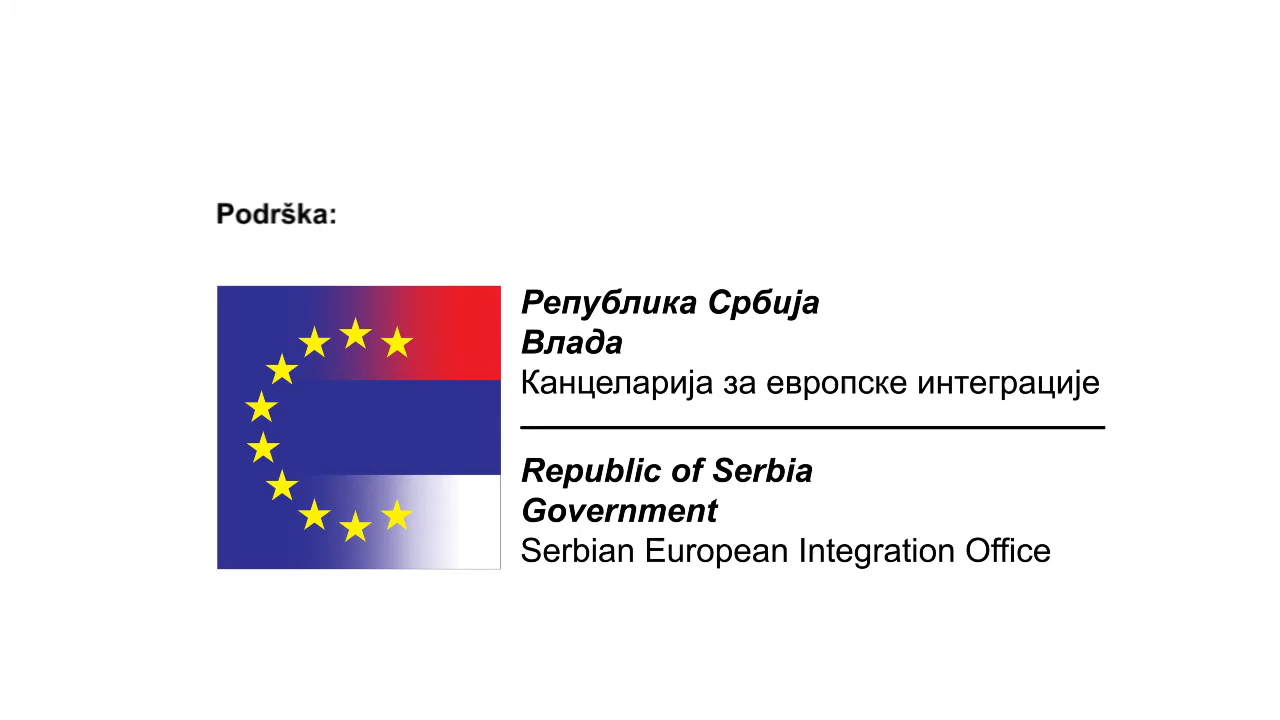 Podrška:
Република Србија
Влада
Канцеларија за европске интеграције
Republic of Serbia
Government
Serbian European Integration Office